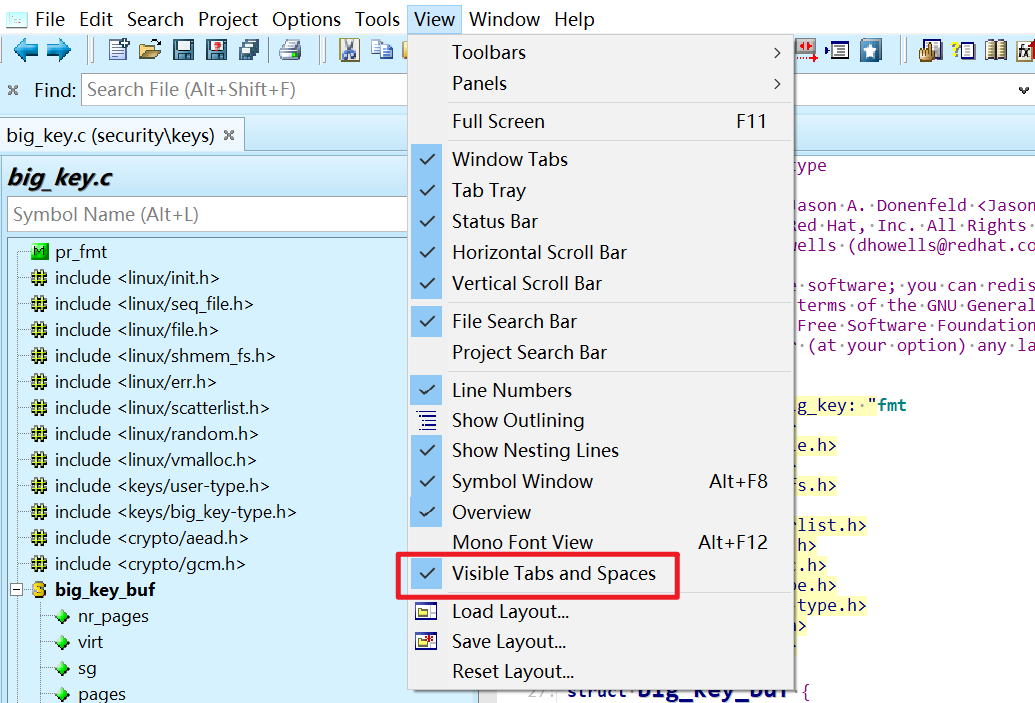 File Edit Search Project Options Tools View Window Help
Find: Search File (Alt+Shift+F)
big_key.c (security\keys)
big_key.c
Symbol Name (Alt+L)
pr_fmt
include <linux/init.h>
include <linux/seq_file.h>
include <linux/file.h>
include <linux/shmem_fs.h>
include <linux/err.h>
include <linux/scatterlist.h>
include <linux/random.h>
include <linux/vmalloc.h>
include <keys/user-type.h>
include <keys/big_key-type.h>
include <crypto/aead.h>
include <crypto/gcm.h>
big_key_buf
nr_pages
virt
sg
pages
Toolbars
Panels
Full Screen F11
Window Tabs
Tab Tray
Status Bar
Horizontal Scroll Bar
Vertical Scroll Bar
File Search Bar
Project Search Bar
Line Numbers
Show Outlining
Show Nesting Lines
Symbol Window Alt+F8
Overview
Mono Font View Alt+F12
Visible Tabs and Spaces
Load Layout...
Save Layout...
Reset Layout...
type
Jason·A.·Donenfeld·<Jason
Red·Hat,·Inc.·All·Rights·
wells·(dhowells@redhat.co
·software;·you·can·redis
terms·of·the·GNU·General
Free·Software·Foundation
·(at·your·option)·any·la
ig_key:·"fmt
e.h>
fs.h>
rlist.h>
h>
c.h>
pe.h>
type.h>
>
27: struct·big_key_buf·{